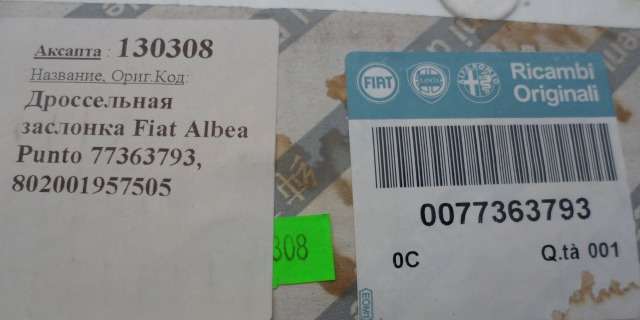 Аксапта : 130308
Название, Ориг.Код:
Дроссельная
заслонка Fiat Albea
Punto 77363793,
802001957505
308
FIAT
LANCIA
Ricambi
Originali
0077363793
0C Q.tà 001